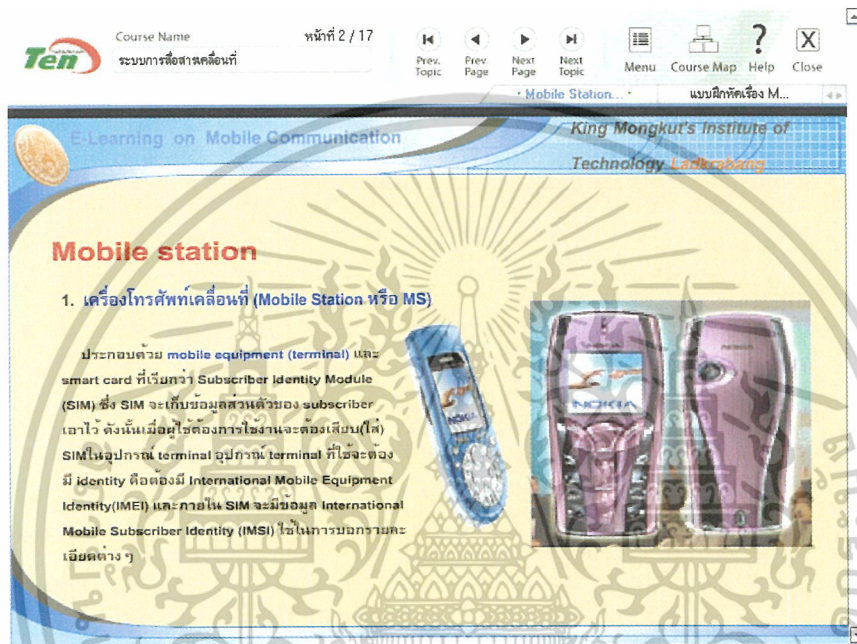 Ten
Course Name
ระบบการสื่อสารเคลื่อนที่
หน้าที่ 2 / 17
Prev. Topic
Prev. Page
Next Page
Next Topic
Menu
Course Map
Help
Close
Mobile Station...
แบบฝึกหัดเรื่อง M...
E-Learning on Mobile Communication
King Mongkut's Institute of
Technology Ladkrabang
Mobile station
1. เครื่องโทรศัพท์เคลื่อนที่ (Mobile Station หรือ MS)
ประกอบด้วย mobile equipment (terminal) และ
smart card ที่เรียกว่า Subscriber Identity Module
(SIM) ซึ่ง SIM จะเก็บข้อมูลส่วนตัวของ subscriber
เอาไว้ ดังนั้นเมื่อผู้ใช้ต้องการใช้งานจะต้องเสียบ(ใส่)
SIMในอุปกรณ์ terminal อุปกรณ์ terminal ที่ใช้จะต้อง
มี identity คือต้องมี International Mobile Equipment
Identity(IMEI) และภายใน SIM จะมีข้อมูล International
Mobile Subscriber Identity (IMSI) ใช้ในการบอกรายละ
เอียดต่าง ๆ
NOKIA
NOKIA
NOKIA